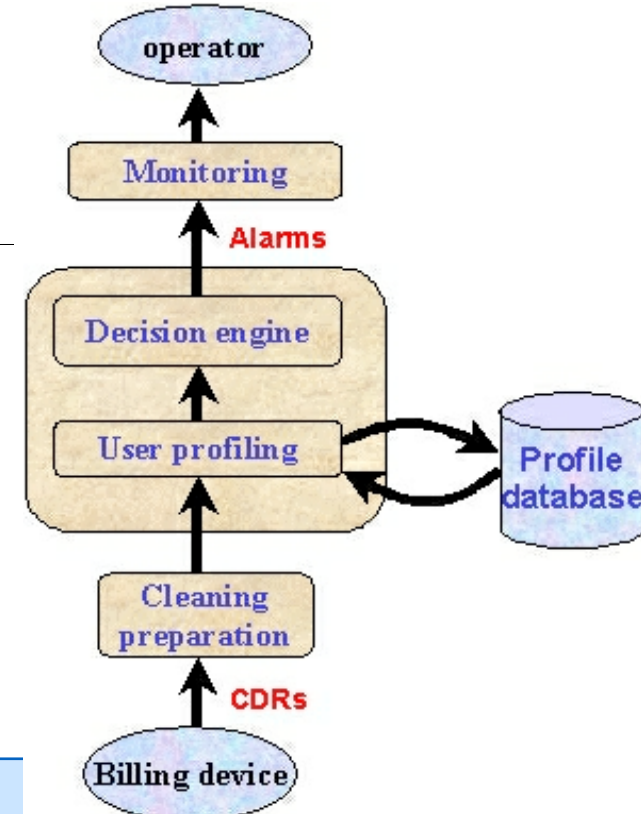 operator
Monitoring
Alarms
Decision engine
User profiling
Profile
database
Cleaning
preparation
CDRs
Billing device